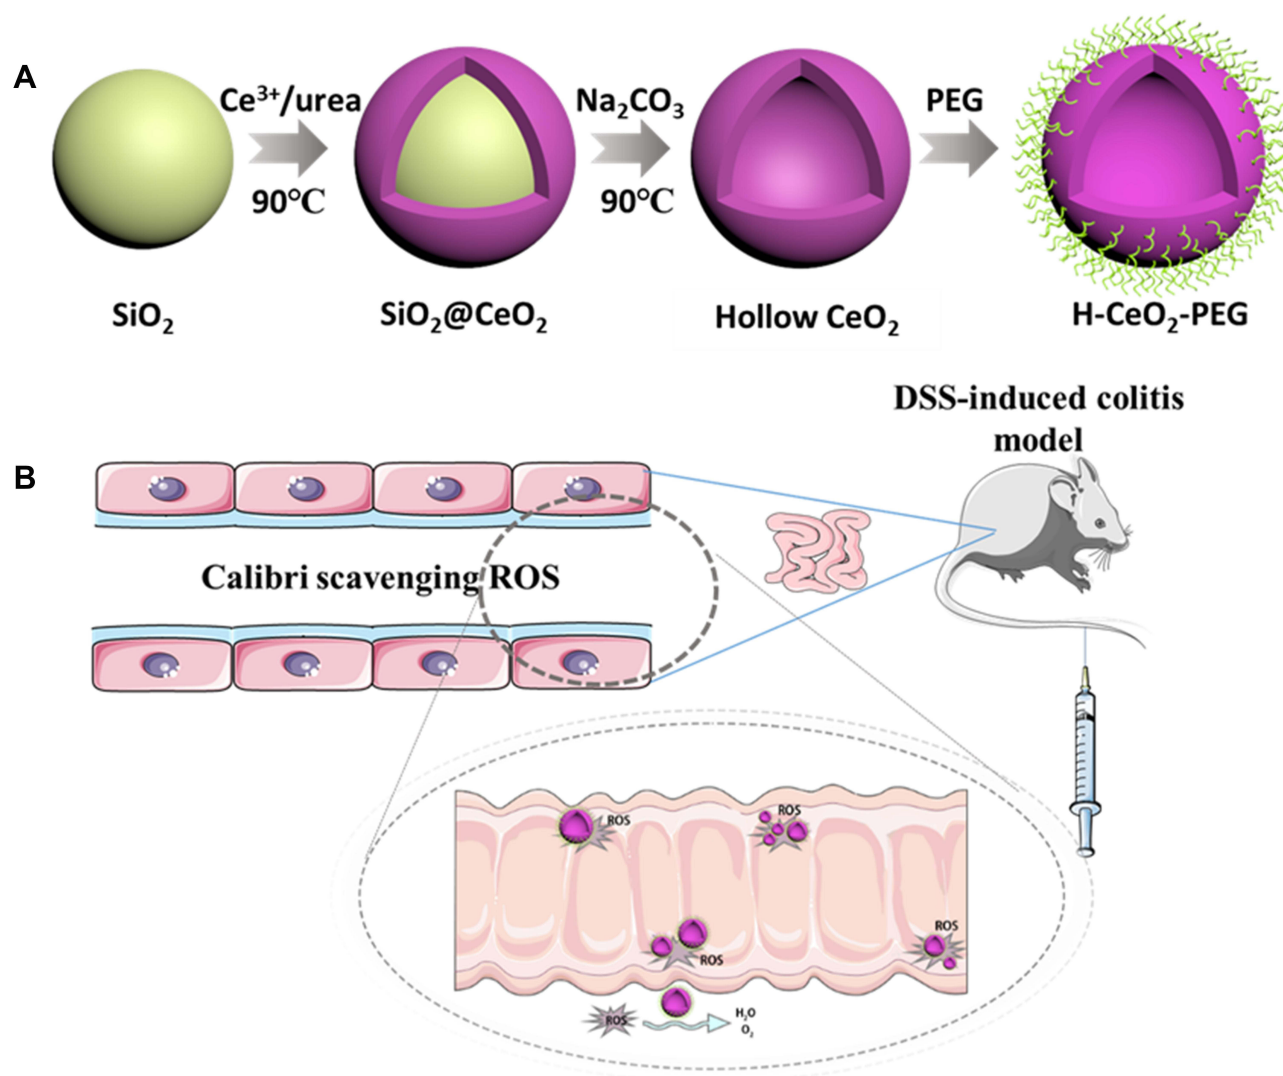 A
Ce³⁺/urea
90°C
Na₂CO₃
90°C
PEG
SiO₂
SiO₂@CeO₂
Hollow CeO₂
H-CeO₂-PEG
DSS-induced colitis
model
B
Calibri scavenging ROS
ROS
ROS
ROS
ROS
ROS
H₂O
O₂